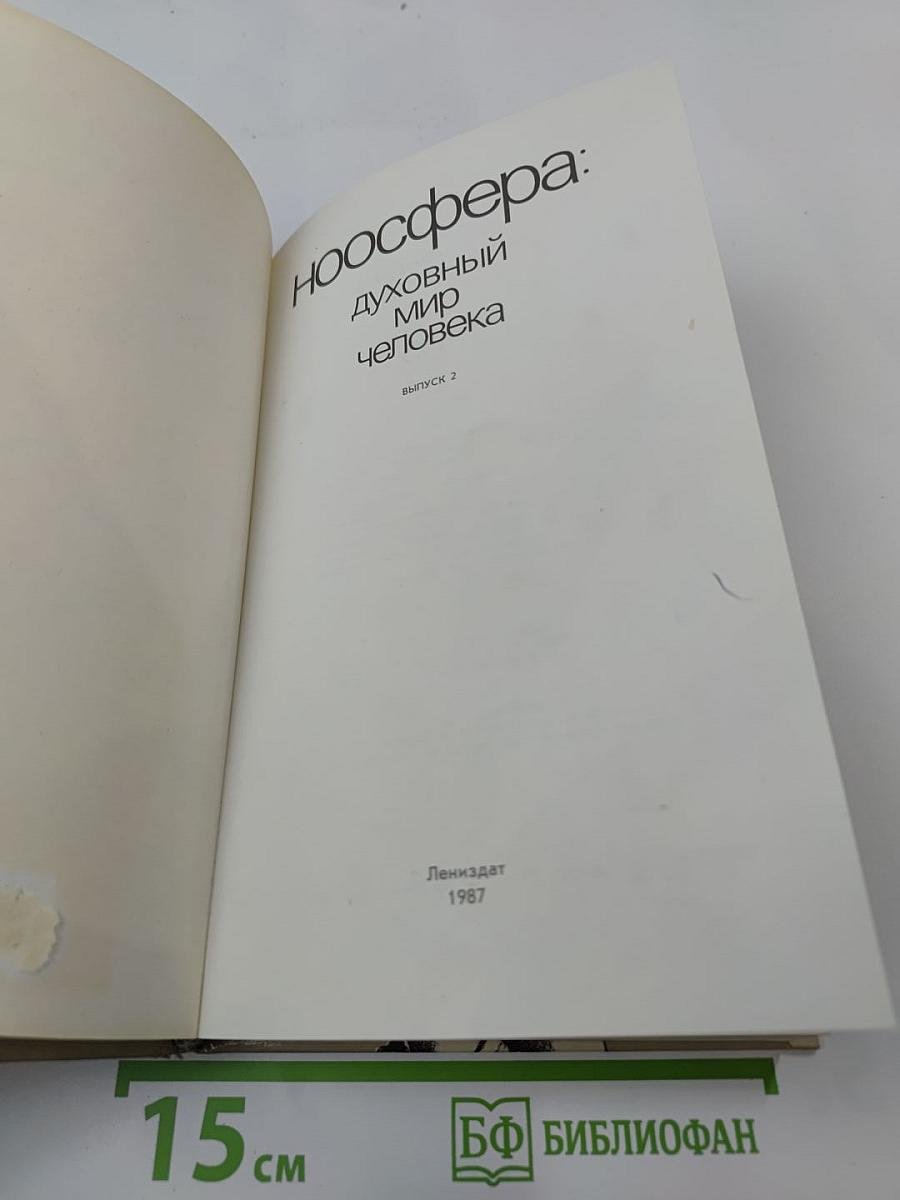 ноосфера:
духовный
мир
человека
ВЫПУСК 2
Лениздат
1987
15 см
БФ БИБЛИОФАН